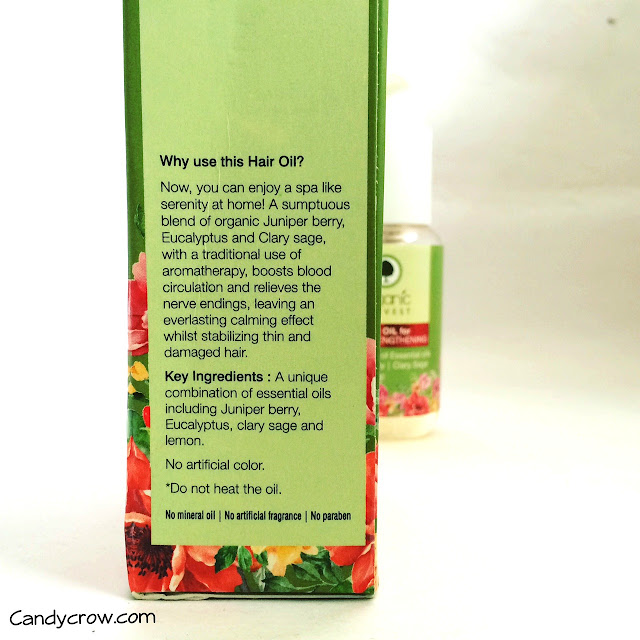 Why use this Hair Oil?
Now, you can enjoy a spa like
serenity at home! A sumptuous
blend of organic Juniper berry,
Eucalyptus and Clary sage,
with a traditional use of
aromatherapy, boosts blood
circulation and relieves the
nerve endings, leaving an
everlasting calming effect
whilst stabilizing thin and
damaged hair.
Key Ingredients : A unique
combination of essential oils
including Juniper berry,
Eucalyptus, clary sage and
lemon.
No artificial color.
*Do not heat the oil.
No mineral oil | No artificial fragrance | No paraben
OIL for
Essential oils
| Clary Sage
Candycrow.com